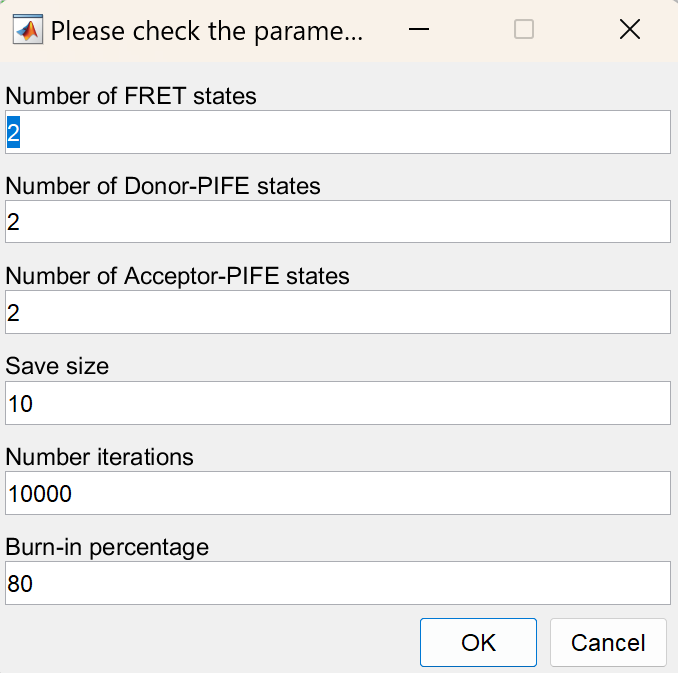 Please check the parame...
Number of FRET states
2
Number of Donor-PIFE states
2
Number of Acceptor-PIFE states
2
Save size
10
Number iterations
10000
Burn-in percentage
80
OK Cancel